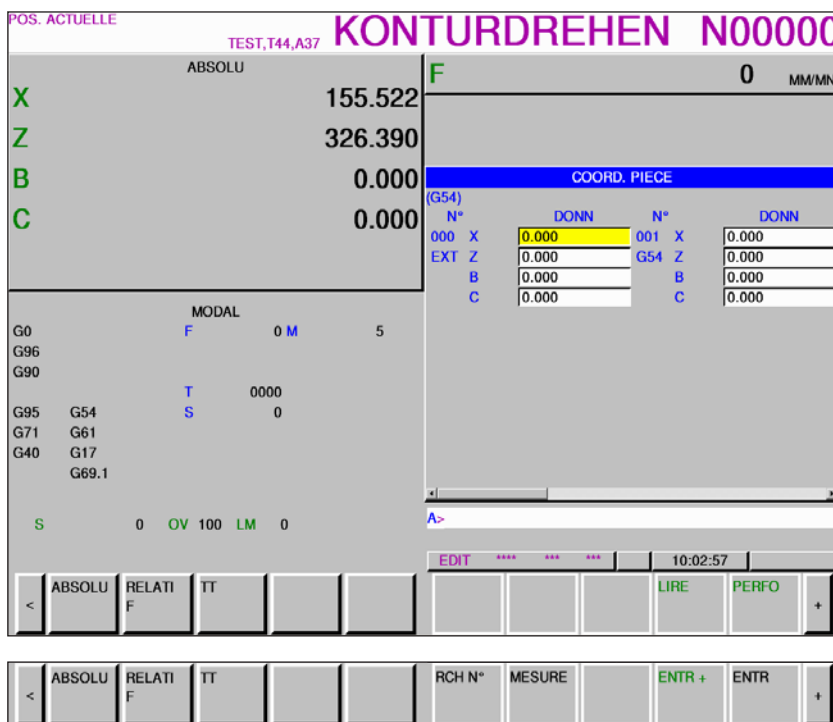 POS. ACTUELLE
TEST,T44,A37 KONTURDREHEN N00000
ABSOLU
X 155.522
Z 326.390
B 0.000
C 0.000
F 0 MM/MN
COORD. PIECE
(G54)
N° DONN N° DONN
000 X 0.000 001 X 0.000
EXT Z 0.000 G54 Z 0.000
B 0.000 B 0.000
C 0.000 C 0.000
MODAL
G0 F 0 M 5
G96
G90
T 0000
G95 G54 S 0
G71 G61
G40 G17
G69.1
S 0 OV 100 LM 0
A>
EDIT **** *** *** 10:02:57
< ABSOLU RELATI TT LIRE PERFO +
F
< ABSOLU RELATI TT RCH N° MESURE ENTR + ENTR +
F